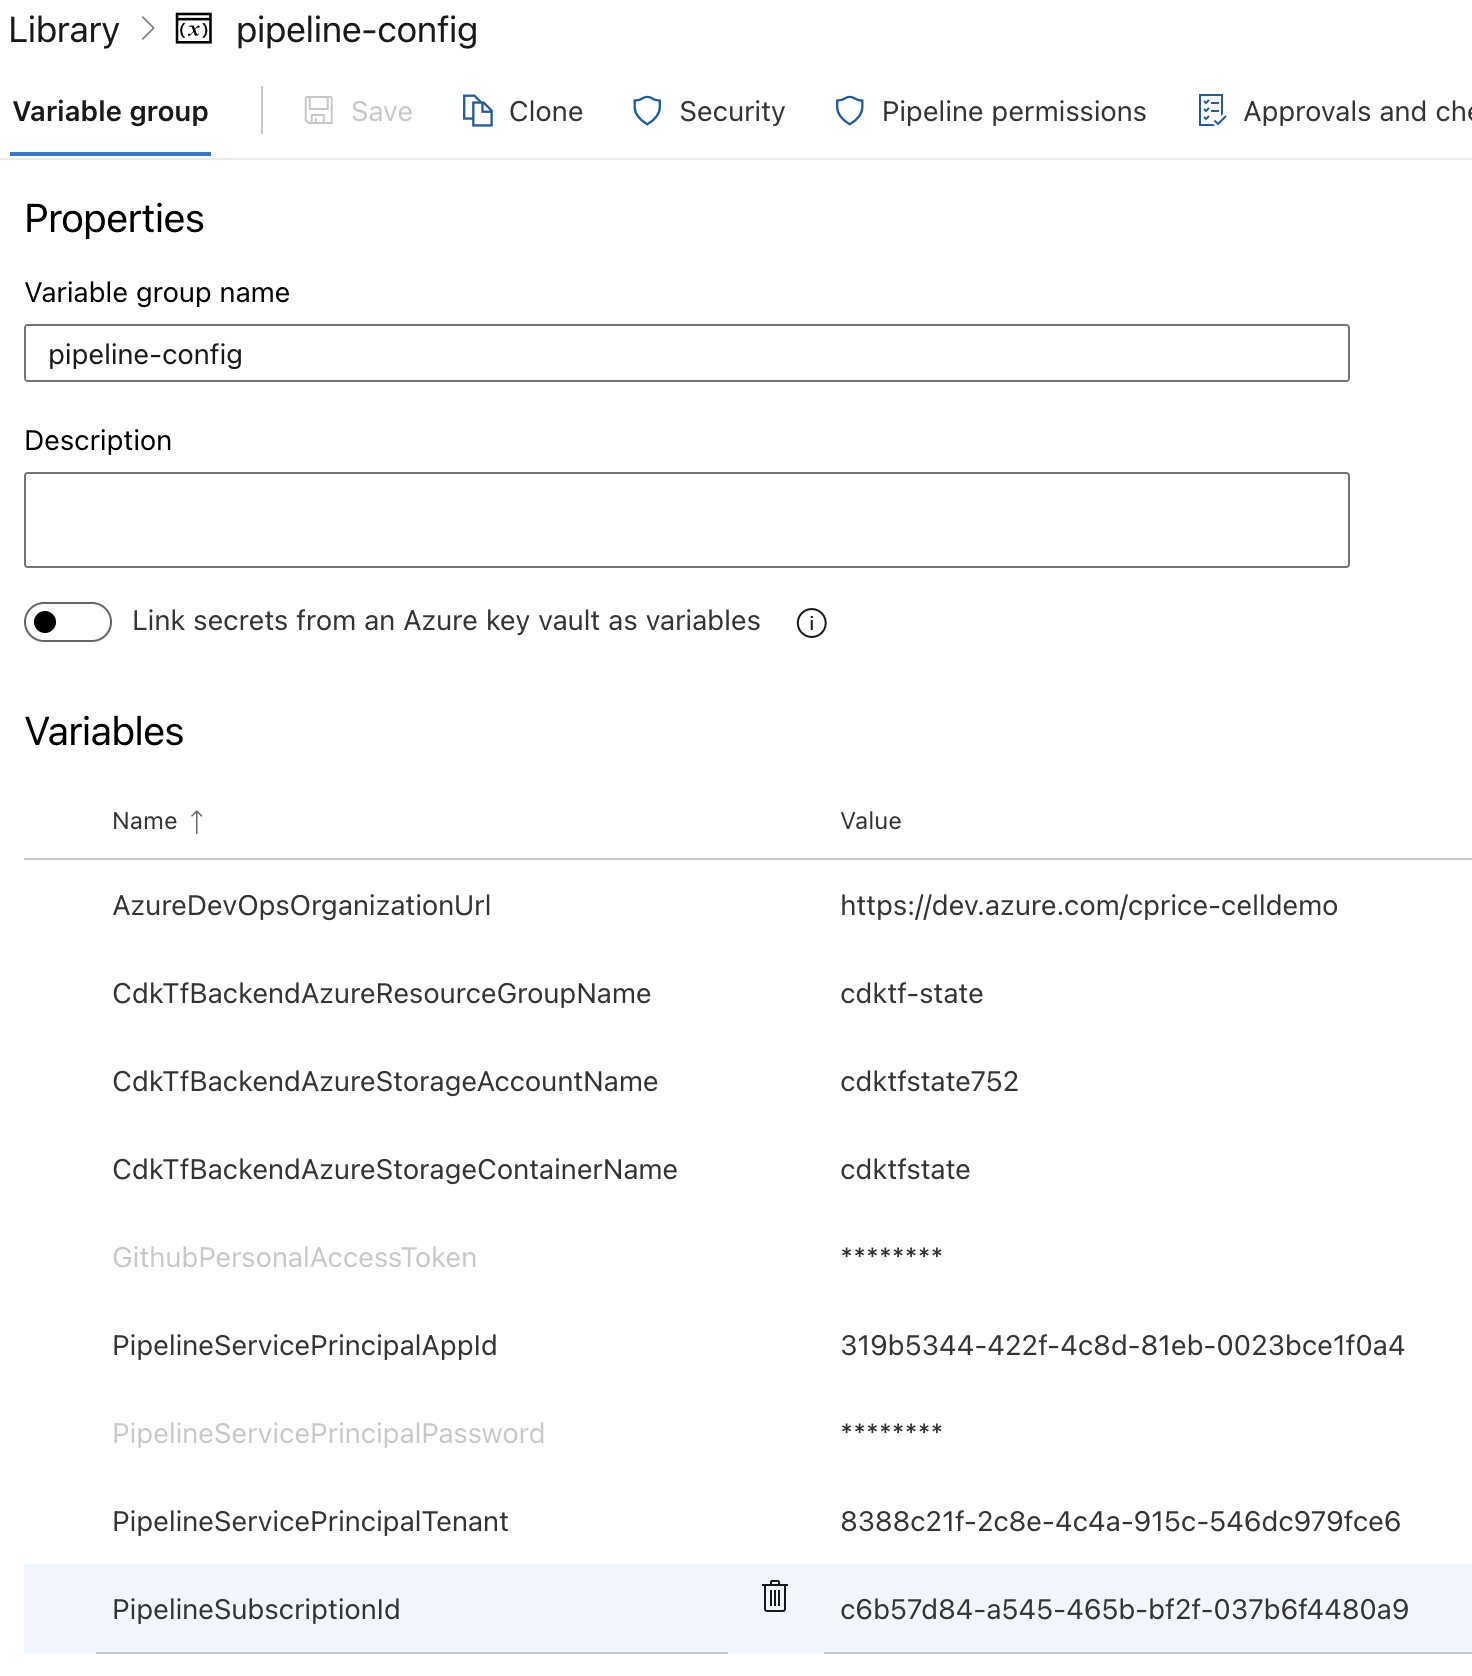 Library > (x) pipeline-config
Variable group Save Clone Security Pipeline permissions Approvals and che
Properties
Variable group name
pipeline-config
Description
Link secrets from an Azure key vault as variables i
Variables
Name ↑ Value
AzureDevOpsOrganizationUrl https://dev.azure.com/cprice-celldemo
CdkTfBackendAzureResourceGroupName cdktf-state
CdkTfBackendAzureStorageAccountName cdktfstate752
CdkTfBackendAzureStorageContainerName cdktfstate
GithubPersonalAccessToken ********
PipelineServicePrincipalAppId 319b5344-422f-4c8d-81eb-0023bce1f0a4
PipelineServicePrincipalPassword ********
PipelineServicePrincipalTenant 8388c21f-2c8e-4c4a-915c-546dc979fce6
PipelineSubscriptionId c6b57d84-a545-465b-bf2f-037b6f4480a9